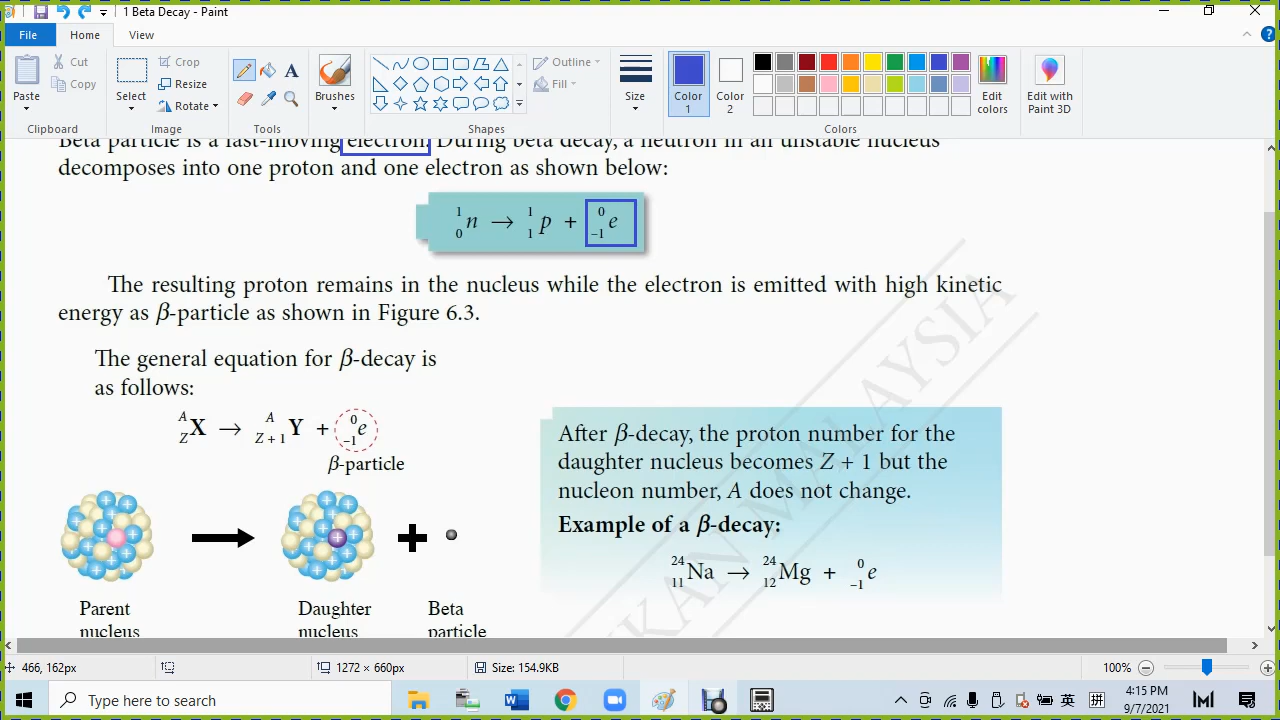 1 Beta Decay - Paint
File Home View
Paste
Cut
Copy
Clipboard
Select
Crop
Resize
Rotate
Image
A
Tools
Brushes
Outline
Fill
Shapes
Size
Color 1
Color 2
Edit colors
Colors
Edit with Paint 3D
Beta particle is a fast-moving electron. During beta decay, a neutron in an unstable nucleus
decomposes into one proton and one electron as shown below:
¹₀n → ¹₁p + ⁰₋₁e
The resulting proton remains in the nucleus while the electron is emitted with high kinetic
energy as β-particle as shown in Figure 6.3.
The general equation for β-decay is
as follows:
ᴬ_Z X → ᴬ_Z + 1 Y + ⁰₋₁e
β-particle
Parent
nucleus
Daughter
nucleus
Beta
particle
After β-decay, the proton number for the
daughter nucleus becomes Z + 1 but the
nucleon number, A does not change.
Example of a β-decay:
²⁴₁₁Na → ²⁴₁₂Mg + ⁰₋₁e
IKAN MALAYSIA
466, 162px
1272 × 660px
Size: 154.9KB
100%
Type here to search
英
拼
4:15 PM
9/7/2021